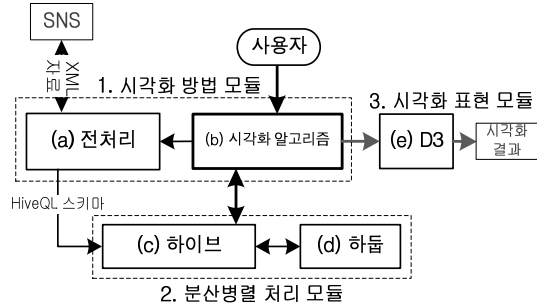 SNS
XML
자료
사용자
1. 시각화 방법 모듈
(a) 전처리
(b) 시각화 알고리즘
3. 시각화 표현 모듈
(e) D3
시각화
결과
HiveQL 스키마
(c) 하이브
(d) 하둡
2. 분산병렬 처리 모듈